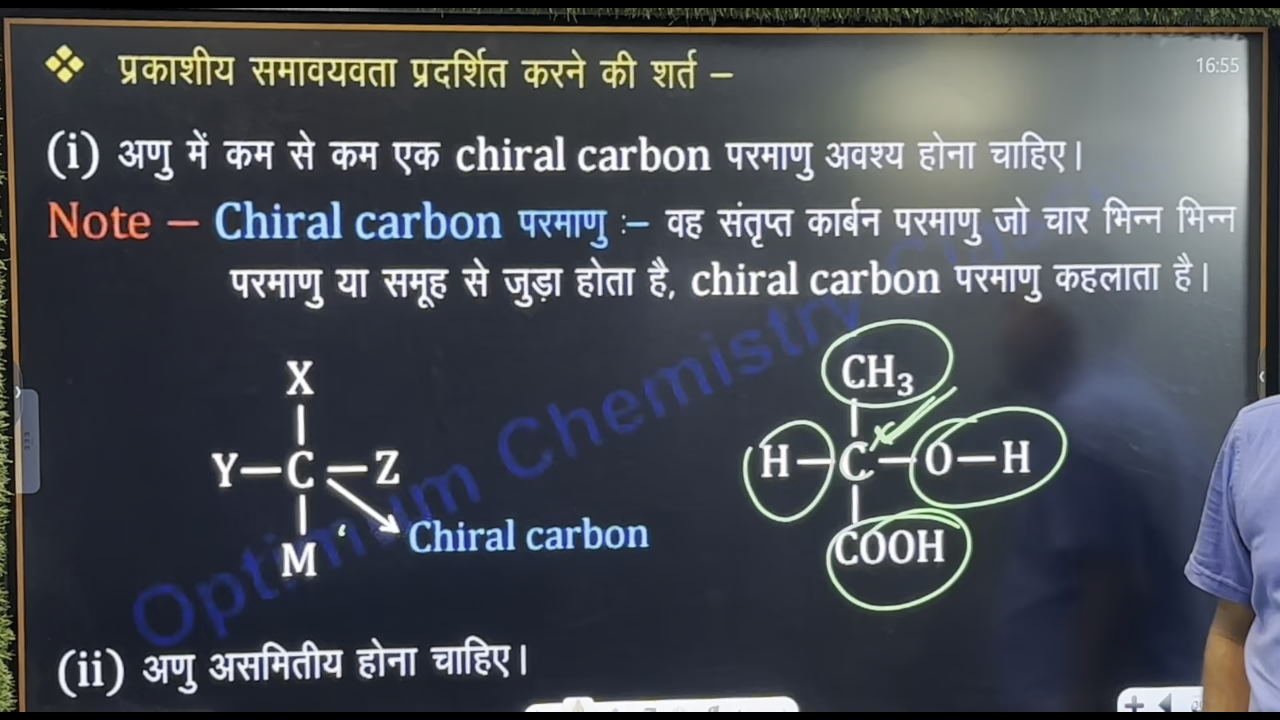 ❖ प्रकाशीय समावयवता प्रदर्शित करने की शर्त –
16:55
(i) अणु में कम से कम एक chiral carbon परमाणु अवश्य होना चाहिए।
Note – Chiral carbon परमाणु :– वह संतृप्त कार्बन परमाणु जो चार भिन्न भिन्न
परमाणु या समूह से जुड़ा होता है, chiral carbon परमाणु कहलाता है।
X
Y–C–Z
M
Chiral carbon
CH₃
H–C–O–H
COOH
Optimum Chemistry Classes
(ii) अणु असमितीय होना चाहिए।